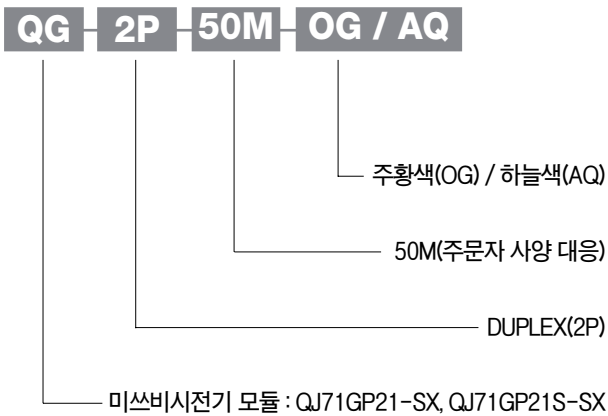 QG-2P-50M-OG / AQ
주황색(OG) / 하늘색(AQ)
50M(주문자 사양 대응)
DUPLEX(2P)
미쓰비시전기 모듈 : QJ71GP21-SX, QJ71GP21S-SX